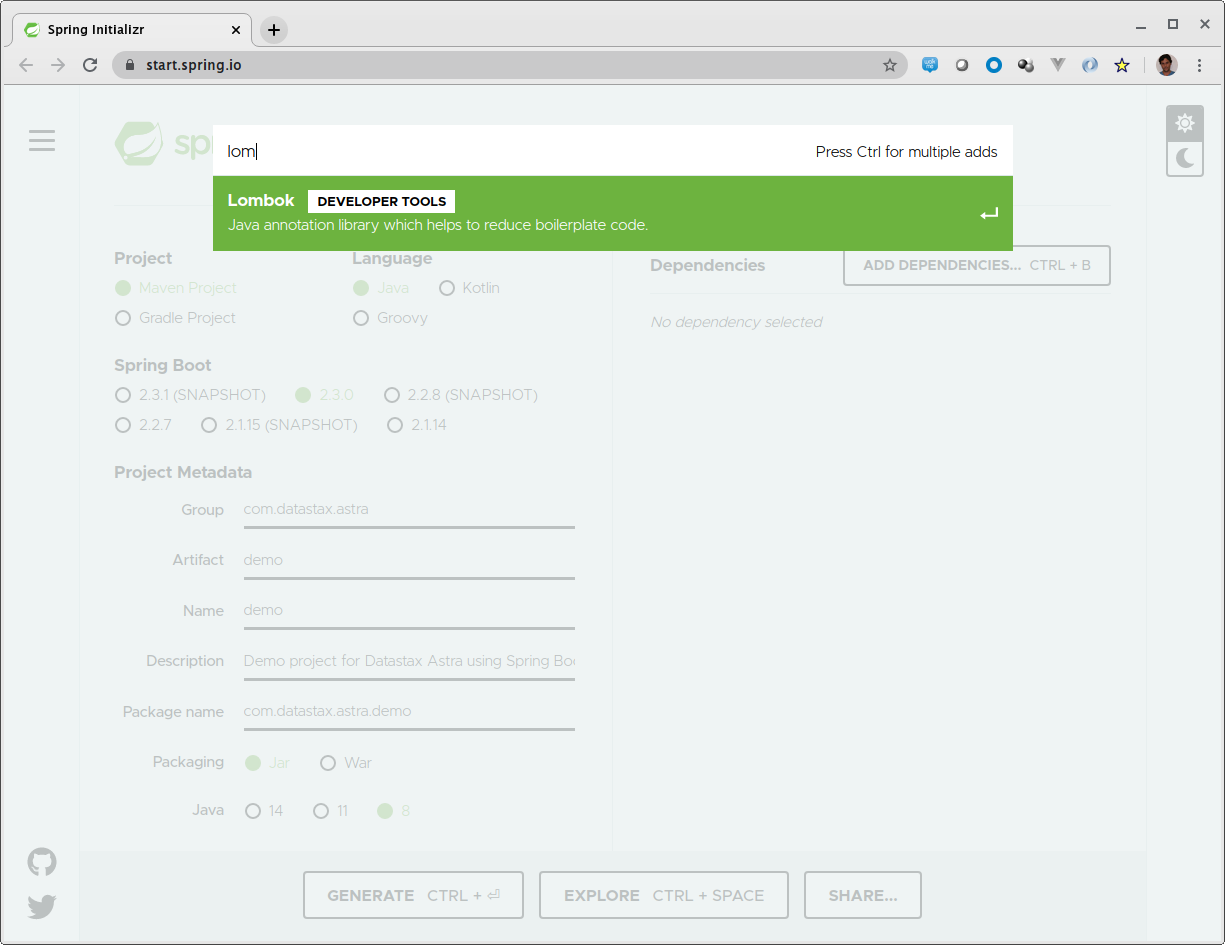 Spring Initializr
start.spring.io
lom
Press Ctrl for multiple adds
Lombok DEVELOPER TOOLS
Java annotation library which helps to reduce boilerplate code.
Project
Maven Project
Gradle Project
Language
Java Kotlin
Groovy
Spring Boot
2.3.1 (SNAPSHOT) 2.3.0 2.2.8 (SNAPSHOT)
2.2.7 2.1.15 (SNAPSHOT) 2.1.14
Project Metadata
Group com.datastax.astra
Artifact demo
Name demo
Description Demo project for Datastax Astra using Spring
Package name com.datastax.astra.demo
Packaging Jar War
Java 14 11 8
Dependencies
ADD DEPENDENCIES... CTRL + B
No dependency selected
GENERATE CTRL + ⏎
EXPLORE CTRL + SPACE
SHARE...